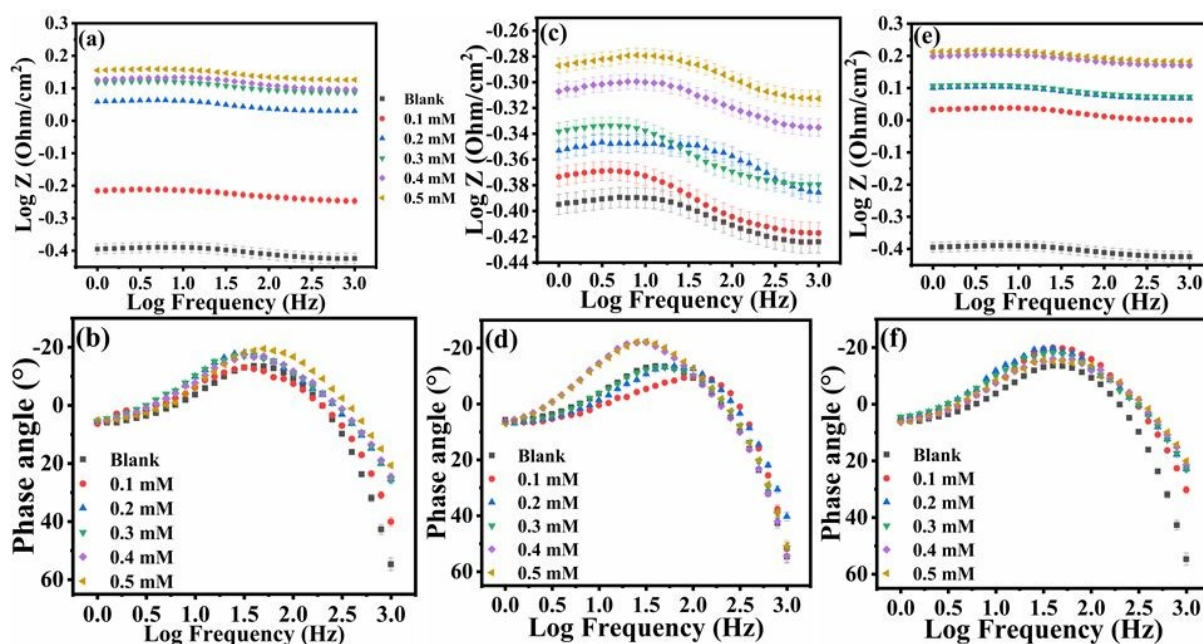 (a)
0.3
0.2
0.1
0.0
-0.1
-0.2
-0.3
-0.4
Log Z (Ohm/cm²)
0.0 0.5 1.0 1.5 2.0 2.5 3.0
Log Frequency (Hz)
Blank
0.1 mM
0.2 mM
0.3 mM
0.4 mM
0.5 mM
(c)
-0.26
-0.28
-0.30
-0.32
-0.34
-0.36
-0.38
-0.40
-0.42
-0.44
Log Z (Ohm/cm²)
0.0 0.5 1.0 1.5 2.0 2.5 3.0
Log Frequency (Hz)
(e)
0.3
0.2
0.1
0.0
-0.1
-0.2
-0.3
-0.4
Log Z (Ohm/cm²)
0.0 0.5 1.0 1.5 2.0 2.5 3.0
Log Frequency (Hz)
(b)
-20
0
20
40
60
Phase angle (°)
Blank
0.1 mM
0.2 mM
0.3 mM
0.4 mM
0.5 mM
0.0 0.5 1.0 1.5 2.0 2.5 3.0
Log Frequency (Hz)
(d)
-20
0
20
40
60
Phase angle (°)
Blank
0.1 mM
0.2 mM
0.3 mM
0.4 mM
0.5 mM
0.0 0.5 1.0 1.5 2.0 2.5 3.0
Log Frequency (Hz)
(f)
-20
0
20
40
60
Phase angle (°)
Blank
0.1 mM
0.2 mM
0.3 mM
0.4 mM
0.5 mM
0.0 0.5 1.0 1.5 2.0 2.5 3.0
Log Frequency (Hz)